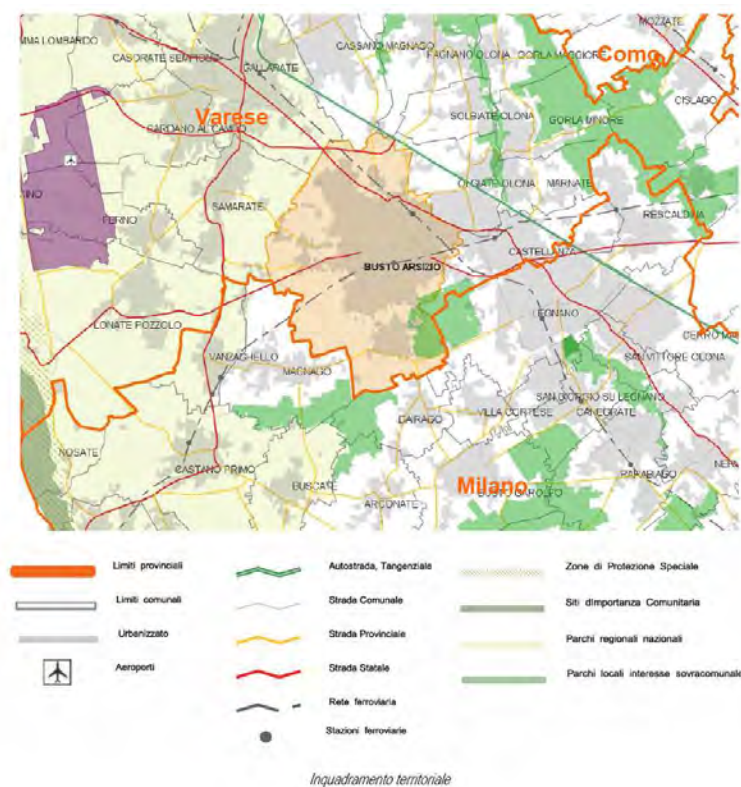 MOZZATE
MMA LOMBARDO
CASSANO MAGNAGO
FAGNANO OLONA
GORLA MAGGIORE
Como
CASORATE SEMPIONE
GALLARATE
CISLAGO
Varese
SOLBIATE OLONA
GORLA MINORE
CARDANO AL CAMPO
OLGIATE OLONA
MARNATE
SAMARATE
RESCALDINA
FERNO
CASTELLANZA
BUSTO ARSIZIO
LEGNANO
LONATE POZZOLO
VANZAGHELLO
SAN VITTORE OLONA
MAGNAGO
SAN GIORGIO SU LEGNANO
DAIRAGO
VILLA CORTESE
CANEGRATE
NOSATE
CASTANO PRIMO
BUSCATE
Milano
PARABIAGO
NERV
ARCONATE
Limiti provinciali
Limiti comunali
Urbanizzato
Aeroporti
Autostrada, Tangenziale
Strada Comunale
Strada Provinciale
Strada Statale
Rete ferroviaria
Stazioni ferroviarie
Zone di Protezione Speciale
Siti dImportanza Comunitaria
Parchi regionali nazionali
Parchi locali interesse sovracomunale
Inquadramento territoriale